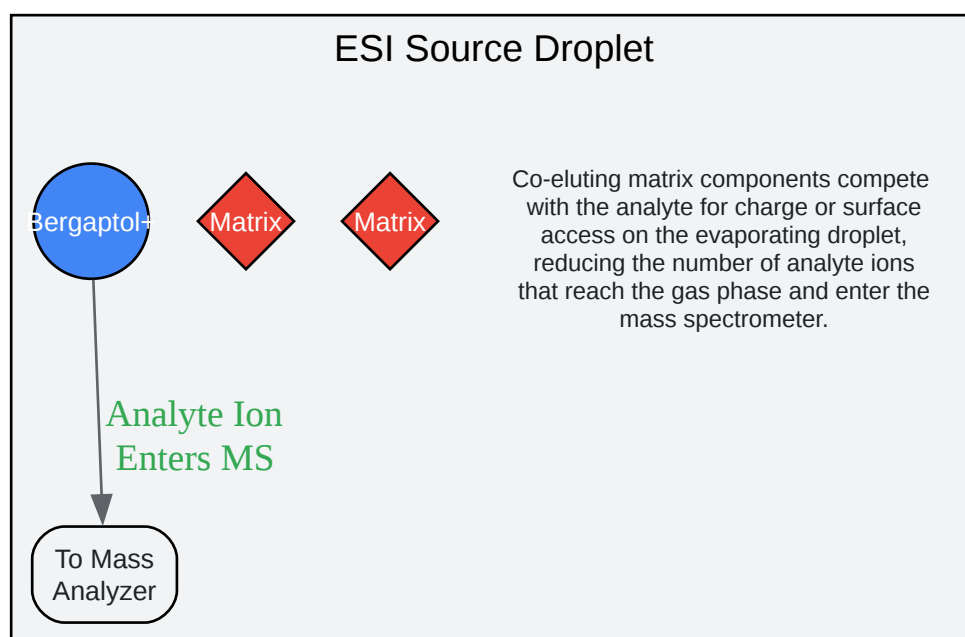 ESI Source Droplet
Bergaptol+
Matrix
Matrix
Co-eluting matrix components compete
with the analyte for charge or surface
access on the evaporating droplet,
reducing the number of analyte ions
that reach the gas phase and enter the
mass spectrometer.
Analyte Ion
Enters MS
To Mass
Analyzer